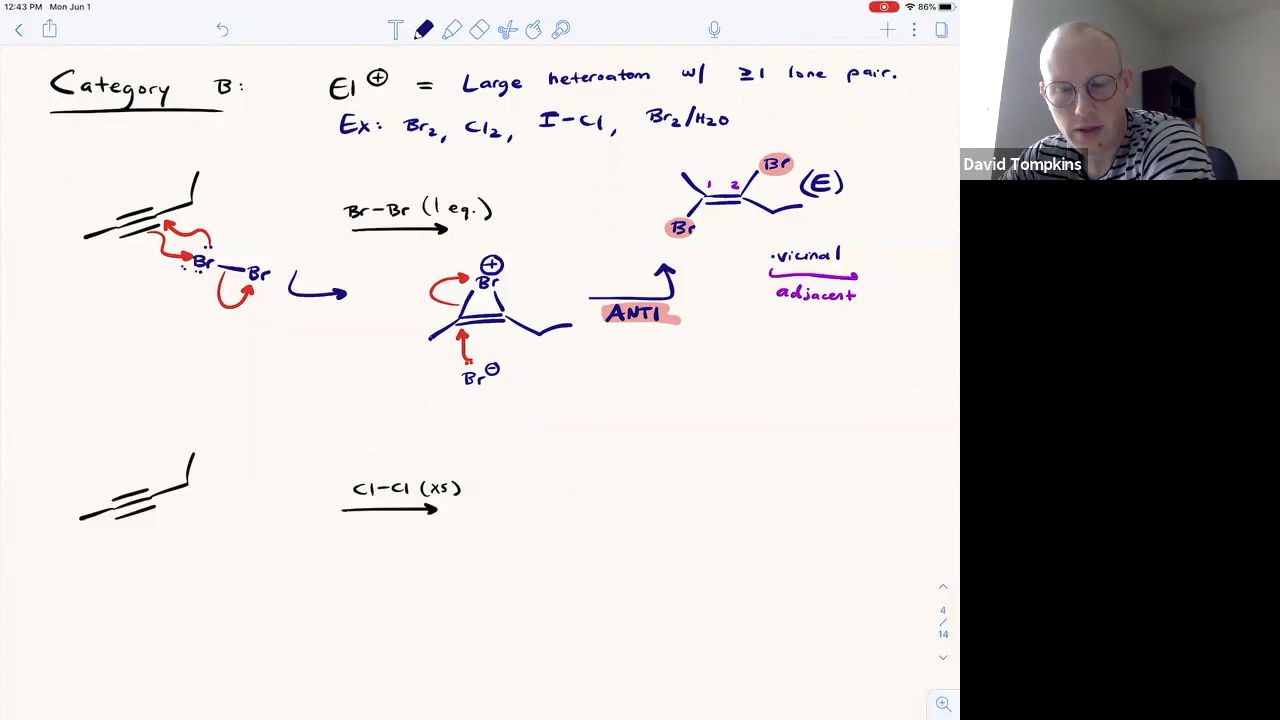 12:43 PM Mon Jun 1
86%
Category B:
El ⊕ = Large heteroatom w/ ≥1 lone pair.
Ex: Br2, Cl2, I-Cl, Br2/H2O
David Tompkins
Br
1 2
(E)
Br-Br (1 eq.)
Br
Br
Br
⊕
Br
·vicinal
adjacent
ANTI
Br ⊖
Cl-Cl (xs)
4
/
14